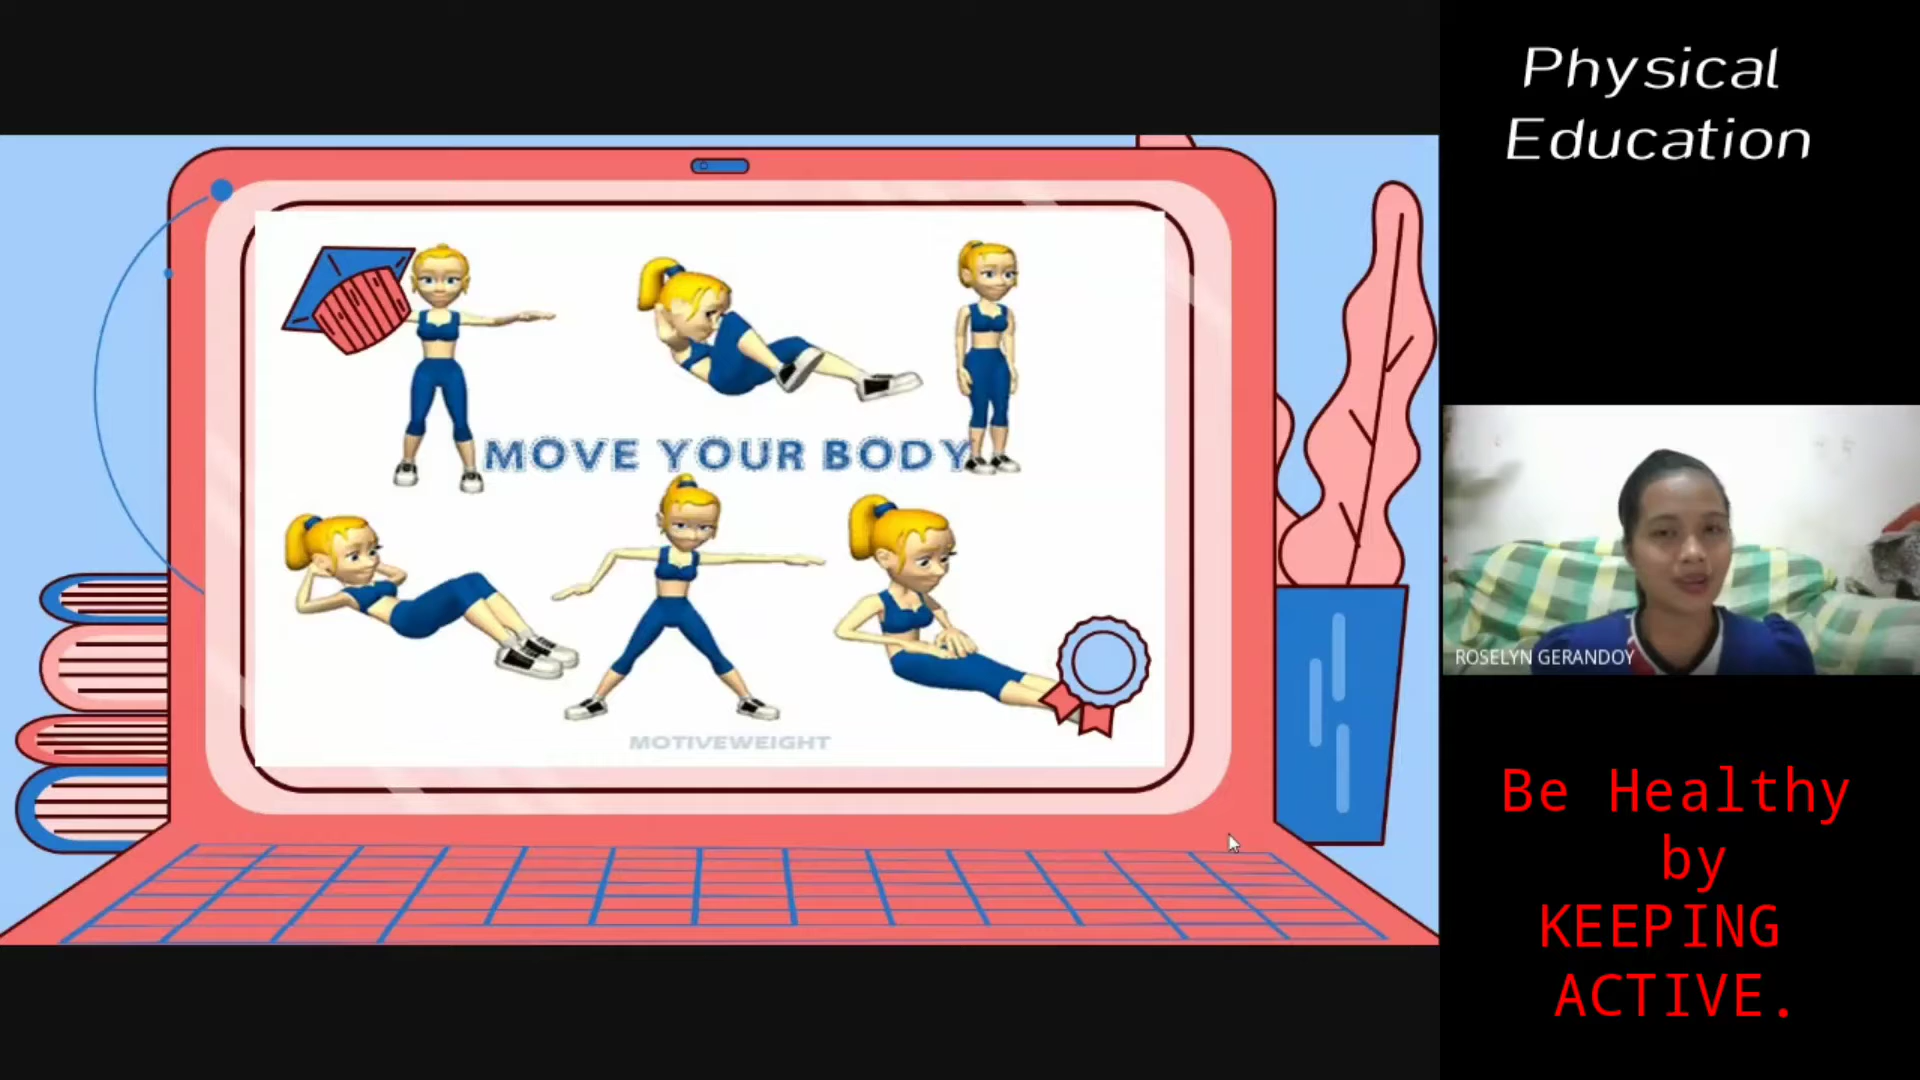 Physical
Education
MOVE YOUR BODY
MOTIVEWEIGHT
ROSELYN GERANDOY
Be Healthy
by
KEEPING
ACTIVE.